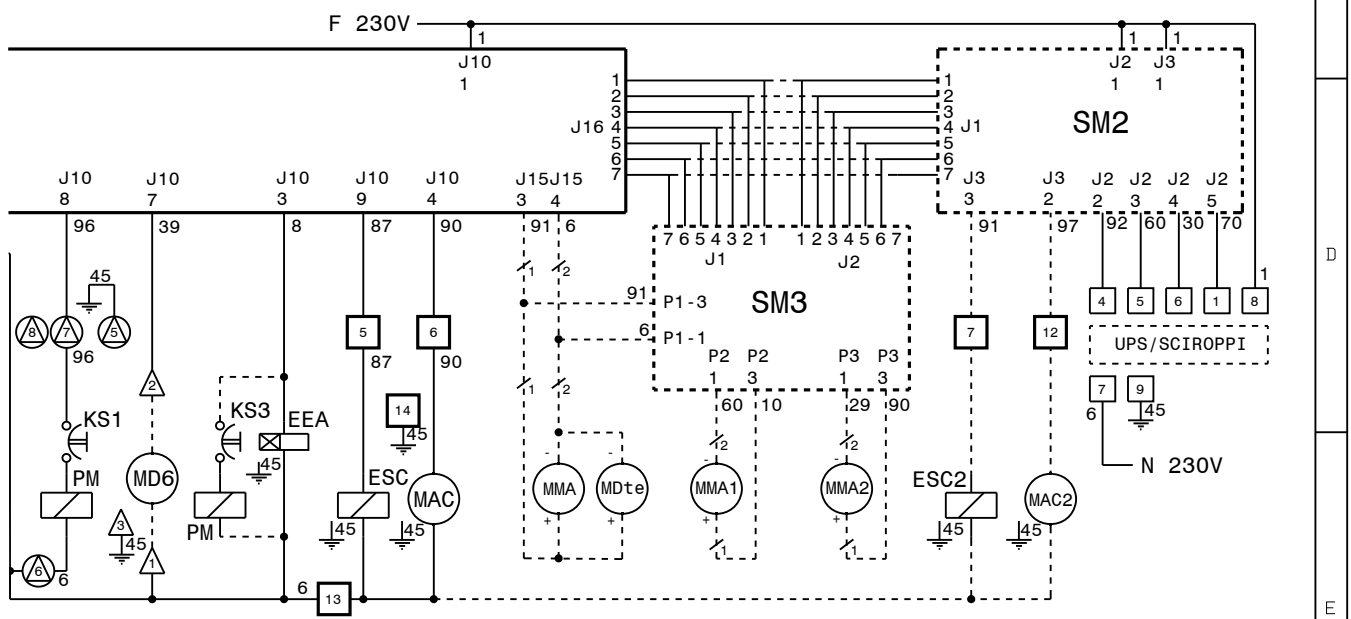 F 230V
1 1 1
J10 J2 J3
1 1 1 1
1 1
2 2
3 3
J16 4 4 J1 SM2
5 5
6 6
7 7
J10 J10 J10 J10 J10 J15 J15 J3 J3 J2 J2 J2 J2
8 7 3 9 4 3 4 3 2 2 3 4 5
96 39 8 87 90 91 6 91 97 92 60 30 70
7 6 5 4 3 2 1 1 2 3 4 5 6 7
J1 J2
45 1 2 1
91 P1-3 SM3 4 5 6 1 8
8 7 5 5 6 6 P1-1 7 12 UPS/SCIROPPI
96 87 90 P2 P2 P3 P3
2 1 3 1 3 7 9
1 2 60 10 29 90 6 45
KS1 KS3 EEA 14
45 45 2 2 N 230V
PM MD6 ESC MAC - - - - ESC2 MAC2
MMA MDte MMA1 MMA2
PM + + + +
3 45 45 45 1 1 45 45
6 6 1
6 13
D
E